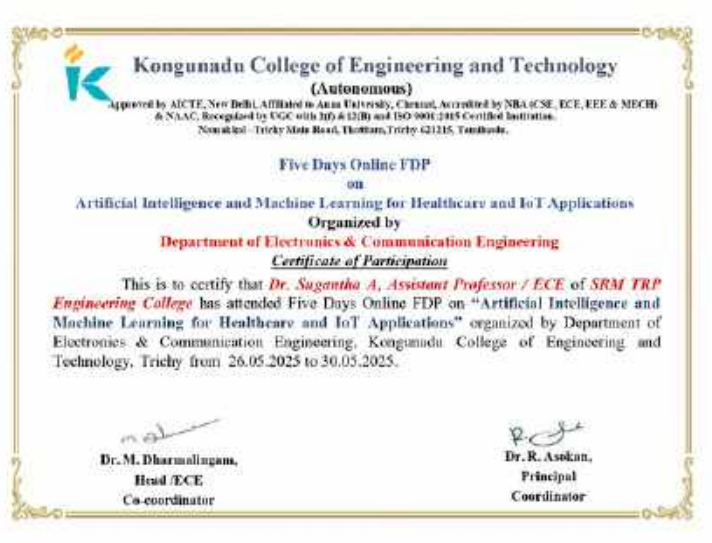 Kongunadu College of Engineering and Technology
(Autonomous)
Approved by AICTE, New Delhi, Affiliated to Anna University, Chennai, Accredited by NBA (CSE, ECE, EEE & MECH)
& NAAC, Recognized by UGC with 2(f) & 12(B) and ISO 9001:2015 Certified Institution.
Namakkal - Trichy Main Road, Thottiam, Trichy 621215, Tamilnadu.
Five Days Online FDP
on
Artificial Intelligence and Machine Learning for Healthcare and IoT Applications
Organized by
Department of Electronics & Communication Engineering
Certificate of Participation
This is to certify that Dr. Sugantha A, Assistant Professor / ECE of SRM TRP
Engineering College has attended Five Days Online FDP on “Artificial Intelligence and
Machine Learning for Healthcare and IoT Applications” organized by Department of
Electronics & Communication Engineering, Kongunadu College of Engineering and
Technology, Trichy from 26.05.2025 to 30.05.2025.
Dr. M. Dharmalingam,
Head /ECE
Co-coordinator
Dr. R. Asokan,
Principal
Coordinator